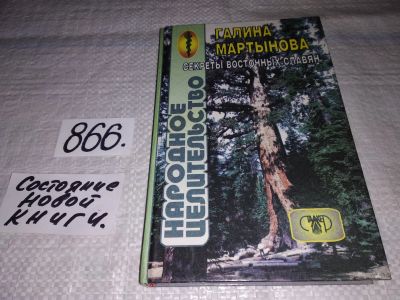 ГАЛИНА
МАРТЫНОВА
СЕКРЕТЫ ВОСТОЧНЫХ СЛАВЯН
НАРОДНОЕ
ЦЕЛИТЕЛЬСТВО
866.
Состояние
новой
книги.